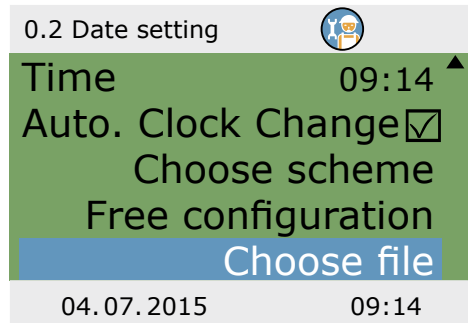 0.2 Date setting
Time 09:14
Auto. Clock Change
Choose scheme
Free configuration
Choose file
04.07.2015 09:14